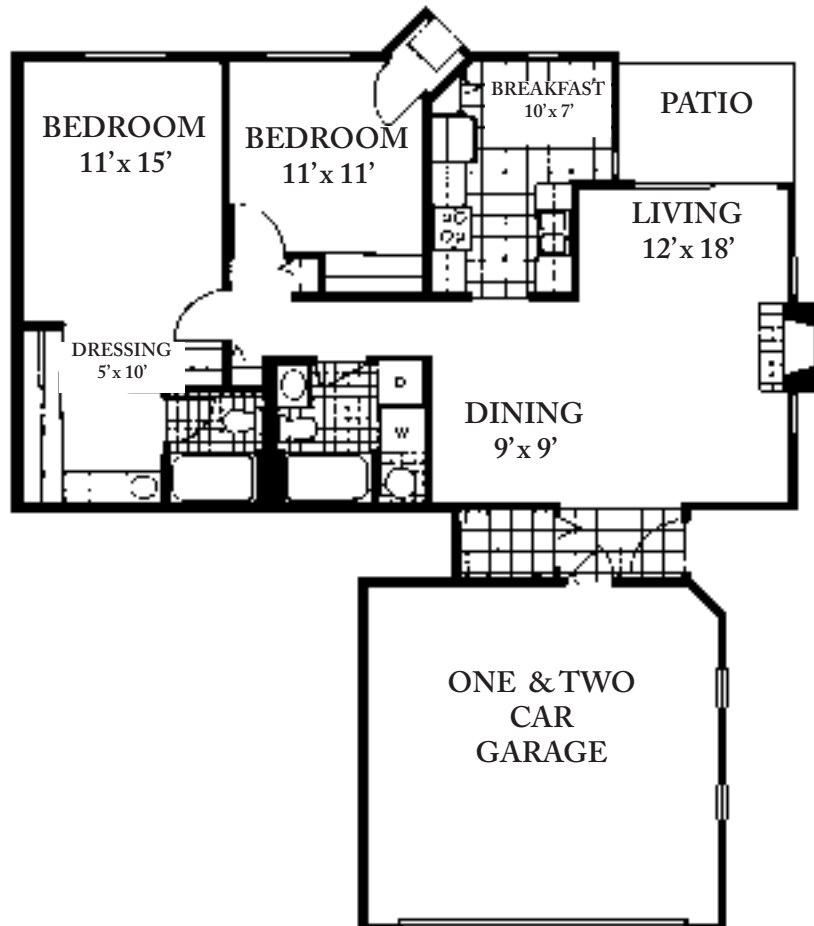 BEDROOM
11’x 15’
BEDROOM
11’x 11’
BREAKFAST
10’x 7’
PATIO
LIVING
12’x 18’
DRESSING
5’x 10’
D
W
DINING
9’x 9’
ONE & TWO
CAR
GARAGE